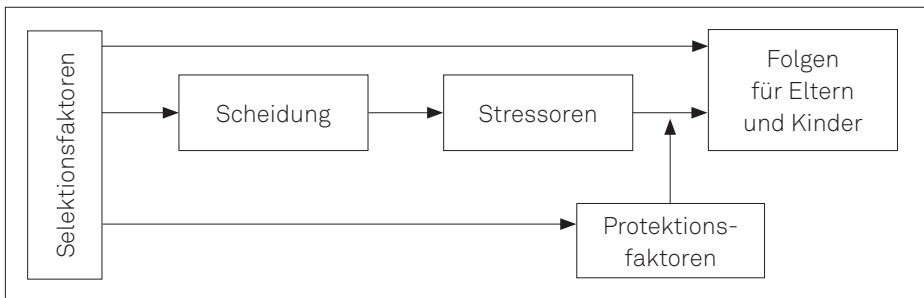 Selektionsfaktoren
Scheidung
Stressoren
Folgen
für Eltern
und Kinder
Protektions-
faktoren